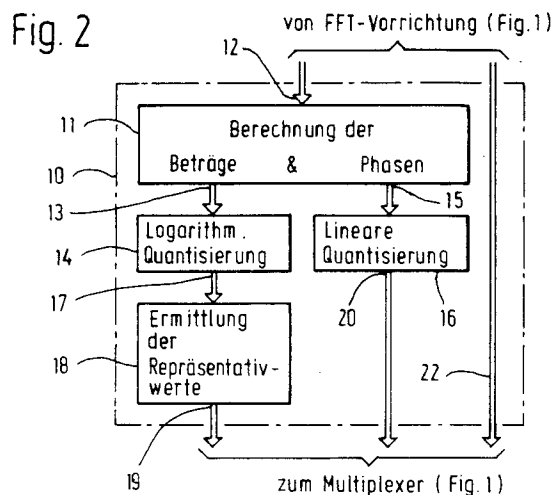 Fig. 2
von FFT-Vorrichtung (Fig.1)
12
11
Berechnung der
Beträge & Phasen
10
13
15
Logarithm.
Quantisierung
14
Lineare
Quantisierung
17
20
16
Ermittlung
der
Repräsentativ-
werte
18
22
19
zum Multiplexer (Fig.1)